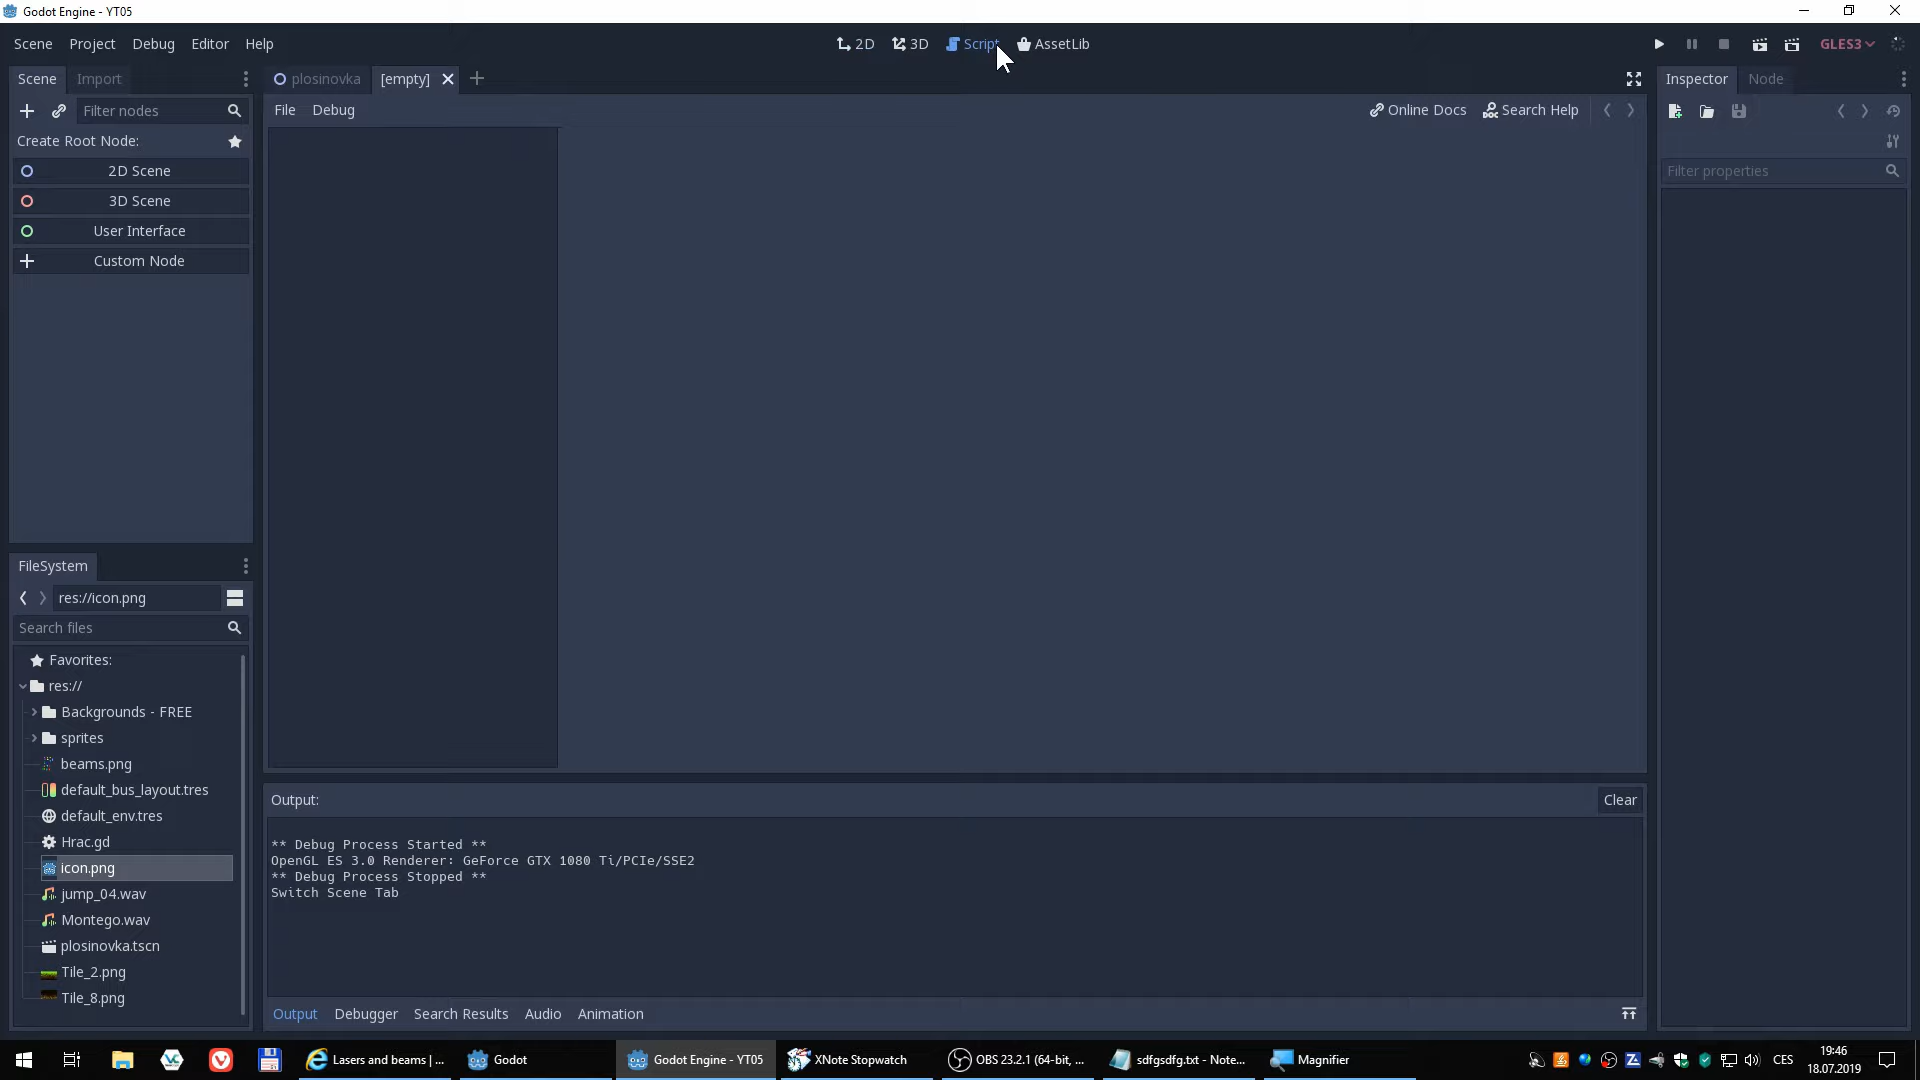 Godot Engine - YT05
Scene Project Debug Editor Help
2D 3D Script AssetLib
GLES3
Scene Import
plosinovka [empty]
Inspector Node
Filter nodes
File Debug
Online Docs Search Help
Create Root Node:
2D Scene
3D Scene
User Interface
Custom Node
Filter properties
FileSystem
res://icon.png
Search files
Favorites:
res://
Backgrounds - FREE
sprites
beams.png
default_bus_layout.tres
default_env.tres
Hrac.gd
icon.png
jump_04.wav
Montego.wav
plosinovka.tscn
Tile_2.png
Tile_8.png
Output:
Clear
** Debug Process Started **
OpenGL ES 3.0 Renderer: GeForce GTX 1080 Ti/PCIe/SSE2
** Debug Process Stopped **
Switch Scene Tab
Output Debugger Search Results Audio Animation
Lasers and beams | ...
Godot
Godot Engine - YT05
XNote Stopwatch
OBS 23.2.1 (64-bit, ...
sdfgsdfg.txt - Note...
Magnifier
CES
19:46
18.07.2019